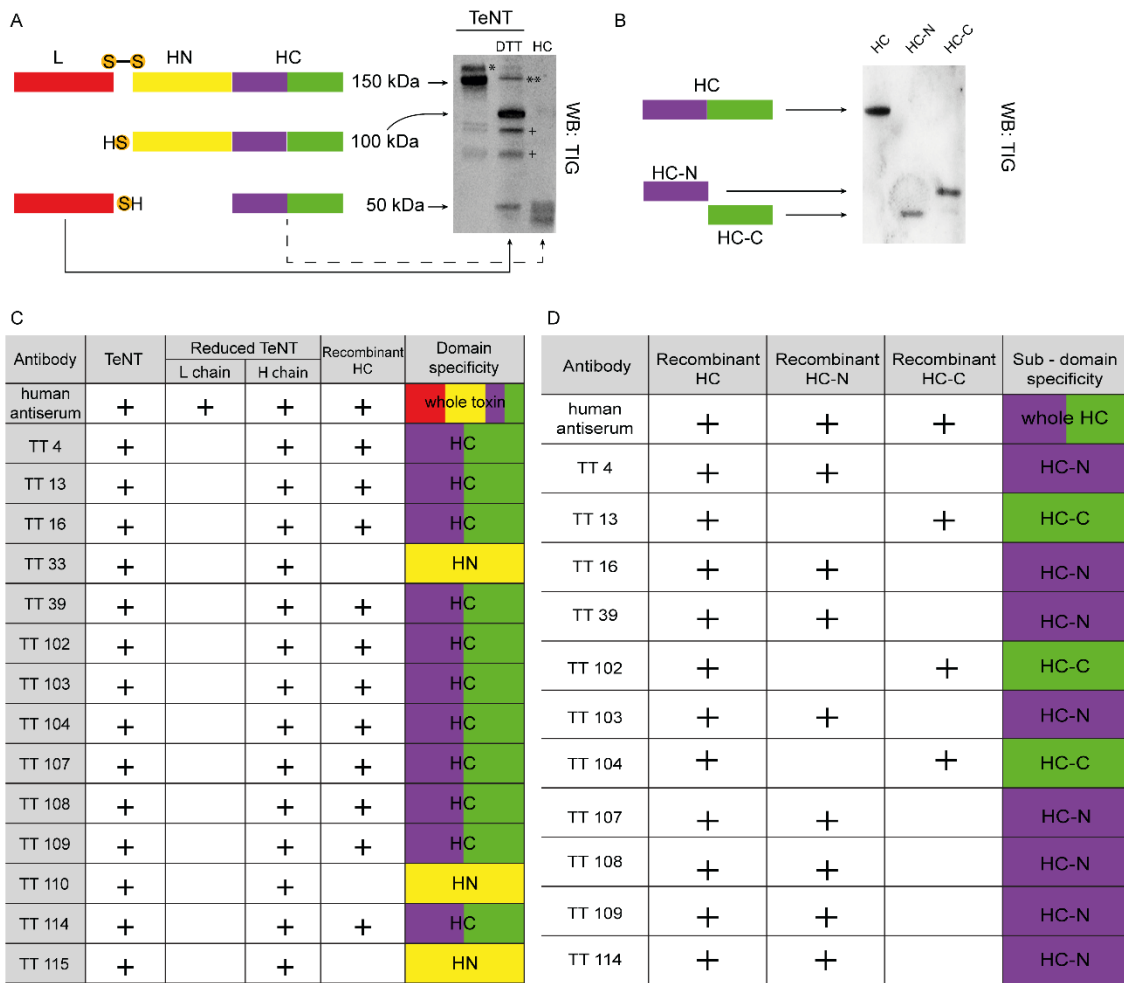 A
L
S
S
HN
HC
150 kDa
HS
100 kDa
SH
50 kDa
TeNT
DTT
HC
*
**
+
+
WB: TIG
B
HC
HC-N
HC-C
HC
HC-N
HC-C
WB: TIG
C
Antibody TeNT Reduced TeNT Recombinant HC Domain specificity
L chain H chain
human antiserum + + + + whole toxin
TT 4 + + + HC
TT 13 + + + HC
TT 16 + + + HC
TT 33 + + HN
TT 39 + + + HC
TT 102 + + + HC
TT 103 + + + HC
TT 104 + + + HC
TT 107 + + + HC
TT 108 + + + HC
TT 109 + + + HC
TT 110 + + HN
TT 114 + + + HC
TT 115 + + HN
D
Antibody Recombinant HC Recombinant HC-N Recombinant HC-C Sub - domain specificity
human antiserum + + + whole HC
TT 4 + + HC-N
TT 13 + + HC-C
TT 16 + + HC-N
TT 39 + + HC-N
TT 102 + + HC-C
TT 103 + + HC-N
TT 104 + + HC-C
TT 107 + + HC-N
TT 108 + + HC-N
TT 109 + + HC-N
TT 114 + + HC-N